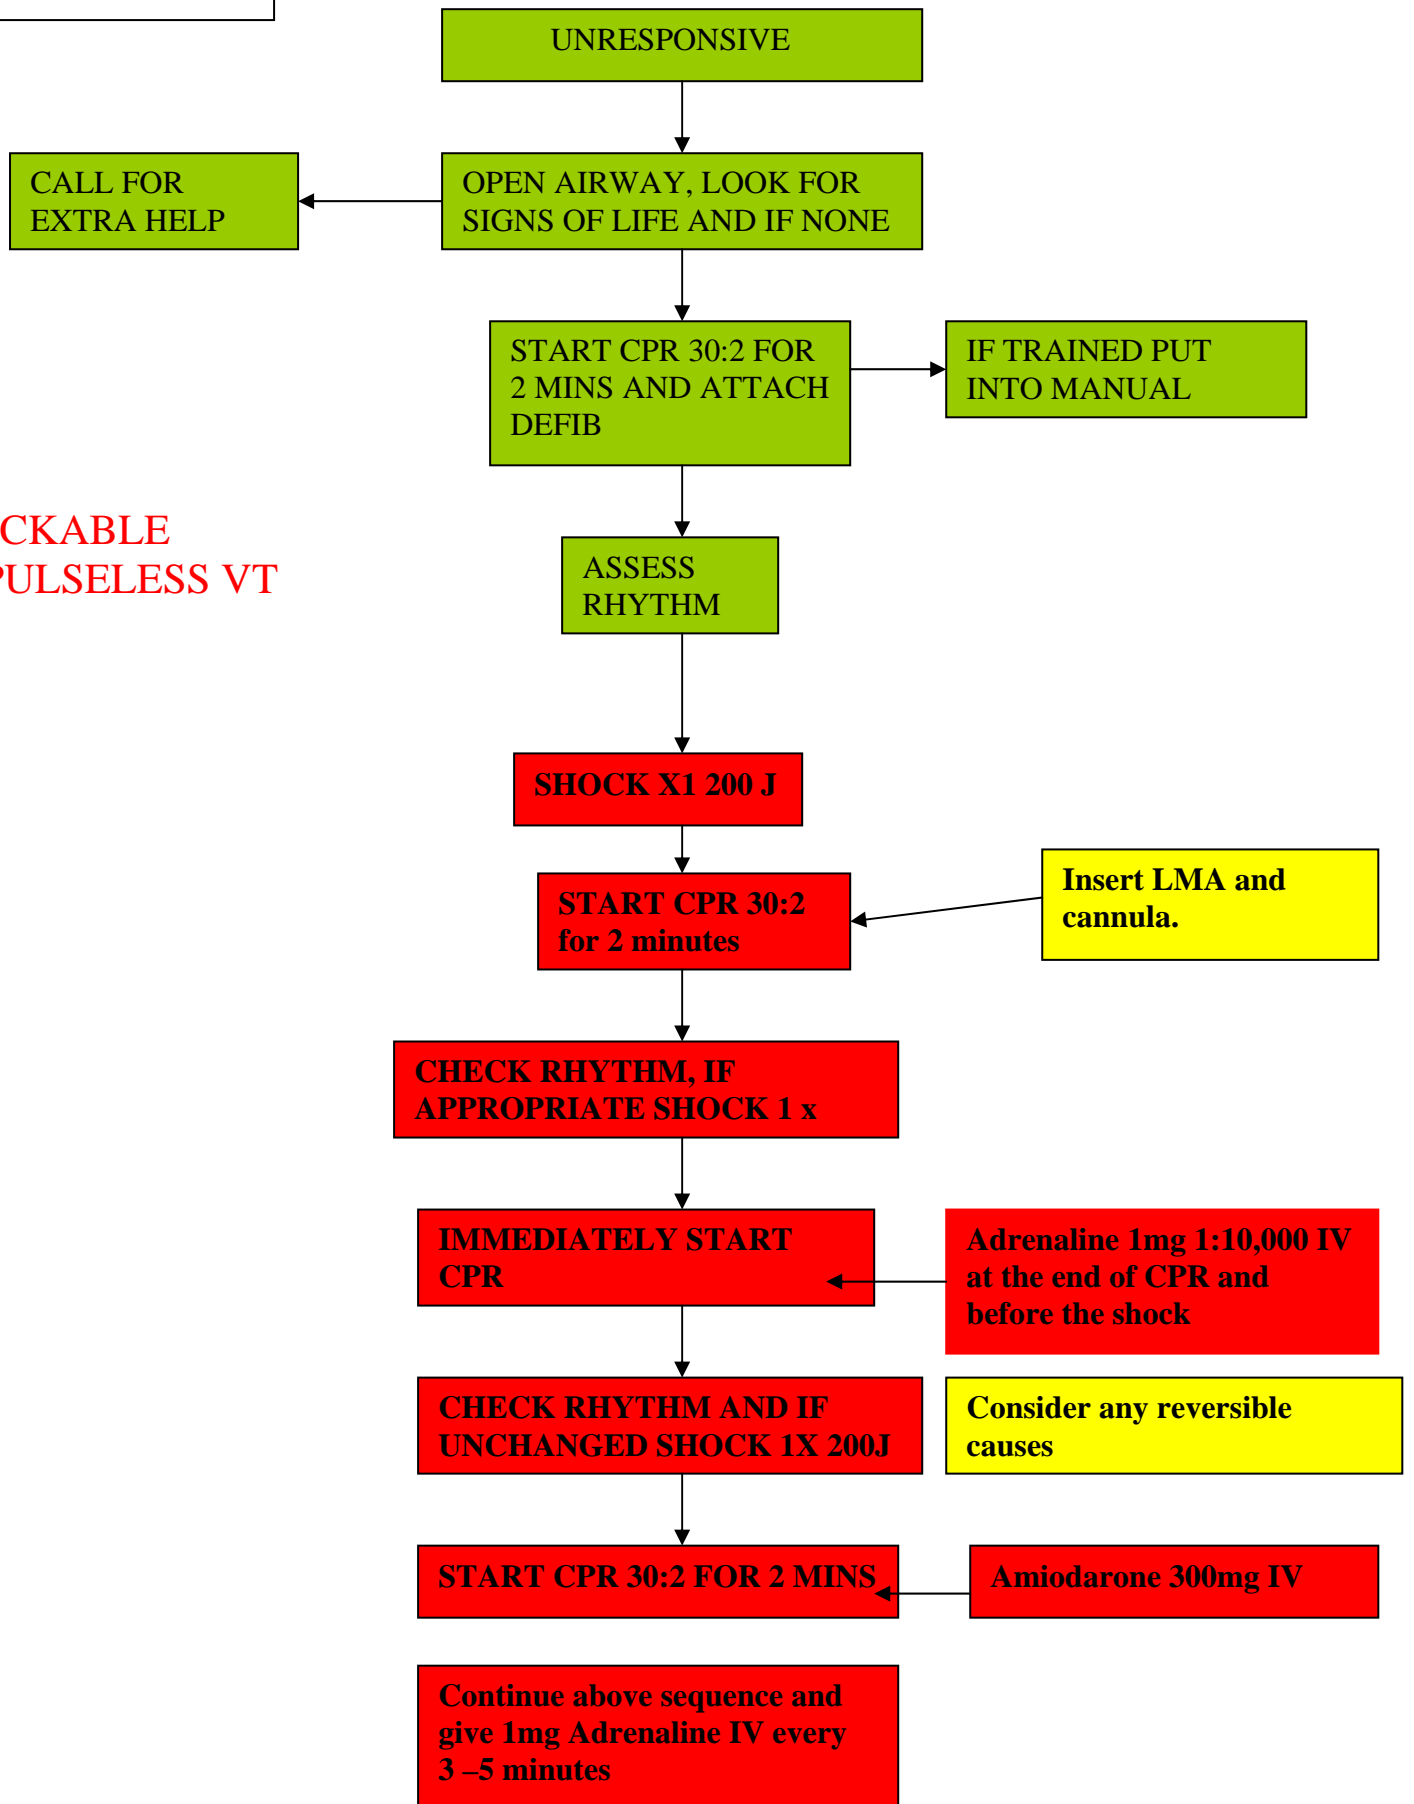 UNRESPONSIVE
CALL FOR
EXTRA HELP
OPEN AIRWAY, LOOK FOR
SIGNS OF LIFE AND IF NONE
START CPR 30:2 FOR
2 MINS AND ATTACH
DEFIB
IF TRAINED PUT
INTO MANUAL
CKABLE
PULSELESS VT
ASSESS
RHYTHM
SHOCK X1 200 J
START CPR 30:2
for 2 minutes
Insert LMA and
cannula.
CHECK RHYTHM, IF
APPROPRIATE SHOCK 1 x
IMMEDIATELY START
CPR
Adrenaline 1mg 1:10,000 IV
at the end of CPR and
before the shock
CHECK RHYTHM AND IF
UNCHANGED SHOCK 1X 200J
Consider any reversible
causes
START CPR 30:2 FOR 2 MINS
Amiodarone 300mg IV
Continue above sequence and
give 1mg Adrenaline IV every
3 –5 minutes